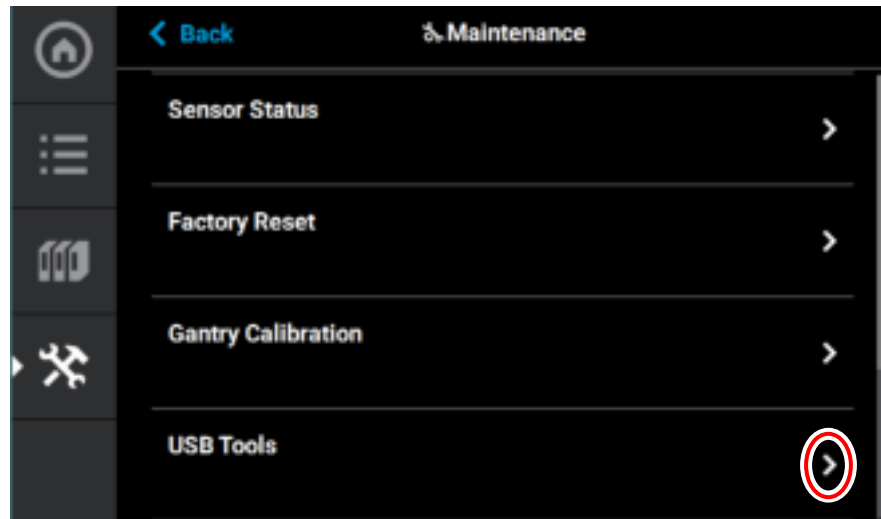 Back
Maintenance
Sensor Status
Factory Reset
Gantry Calibration
USB Tools